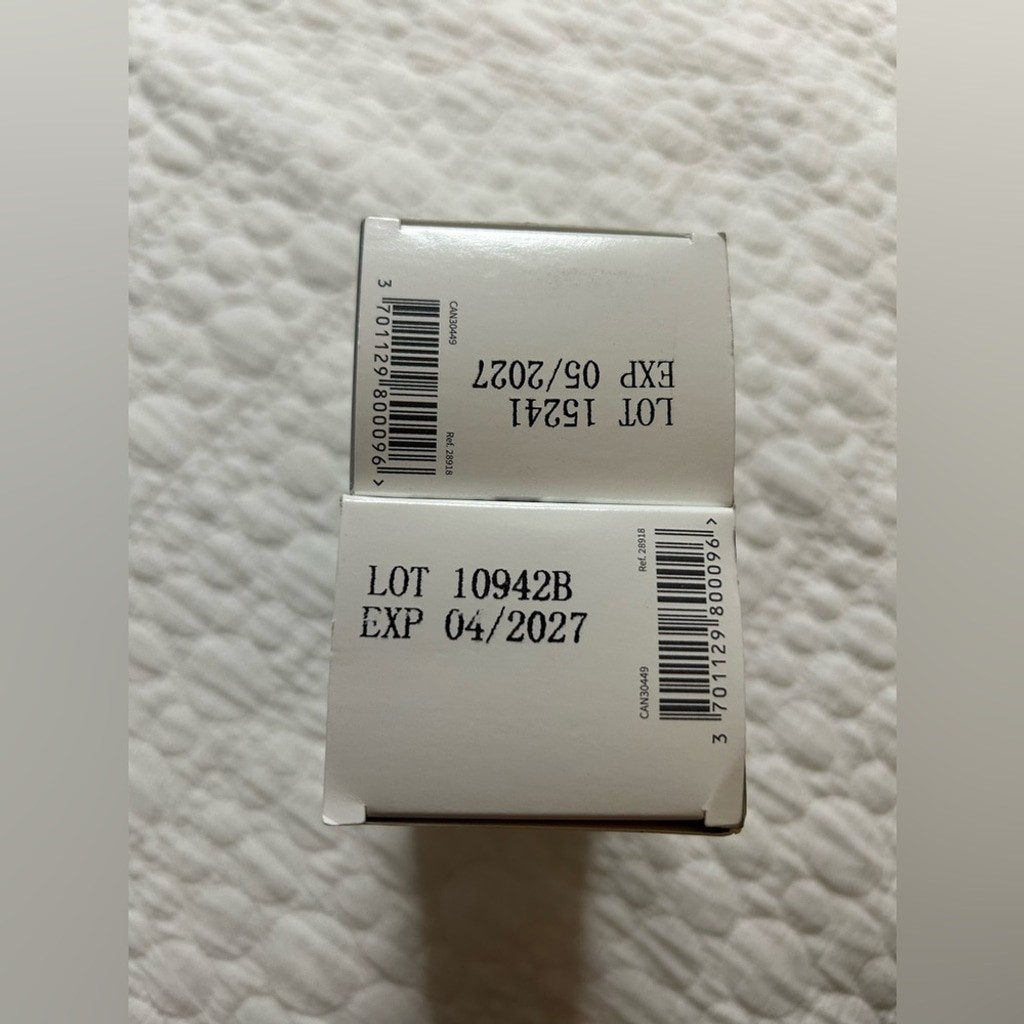 CAN30449
Ref. 28918
3 701129 800096 >
LOT 15241
EXP 05/2027
LOT 10942B
EXP 04/2027
Ref. 28918
CAN30449
3 701129 800096 >